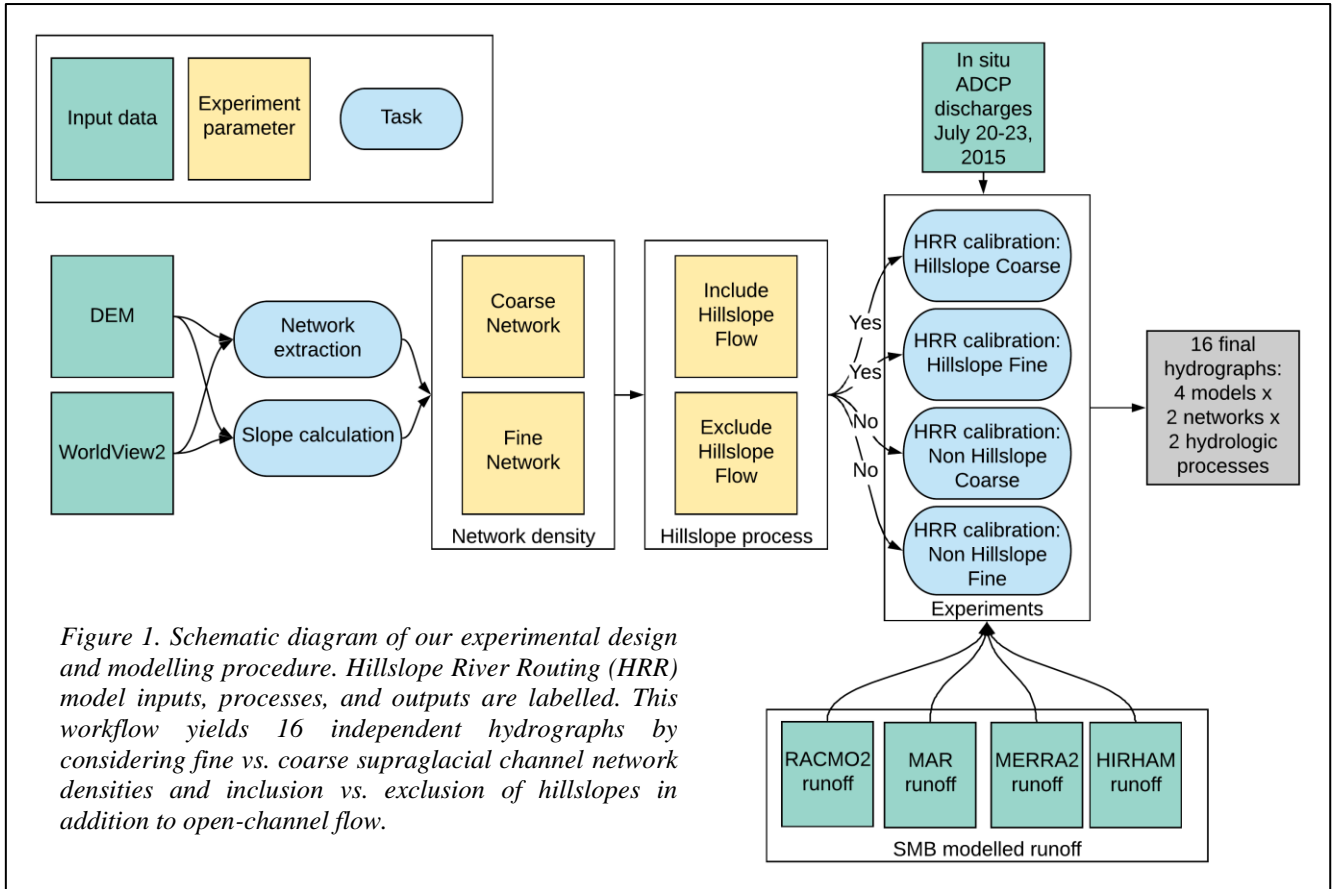 Input data
Experiment
parameter
Task
In situ
ADCP
discharges
July 20-23,
2015
DEM
WorldView2
Network
extraction
Slope calculation
Coarse
Network
Fine
Network
Network density
Include
Hillslope
Flow
Exclude
Hillslope
Flow
Hillslope process
Yes
Yes
No
No
HRR calibration:
Hillslope Coarse
HRR calibration:
Hillslope Fine
HRR calibration:
Non Hillslope
Coarse
HRR calibration:
Non Hillslope
Fine
Experiments
16 final
hydrographs:
4 models x
2 networks x
2 hydrologic
processes
RACMO2
runoff
MAR
runoff
MERRA2
runoff
HIRHAM
runoff
SMB modelled runoff
Figure 1. Schematic diagram of our experimental design
and modelling procedure. Hillslope River Routing (HRR)
model inputs, processes, and outputs are labelled. This
workflow yields 16 independent hydrographs by
considering fine vs. coarse supraglacial channel network
densities and inclusion vs. exclusion of hillslopes in
addition to open-channel flow.